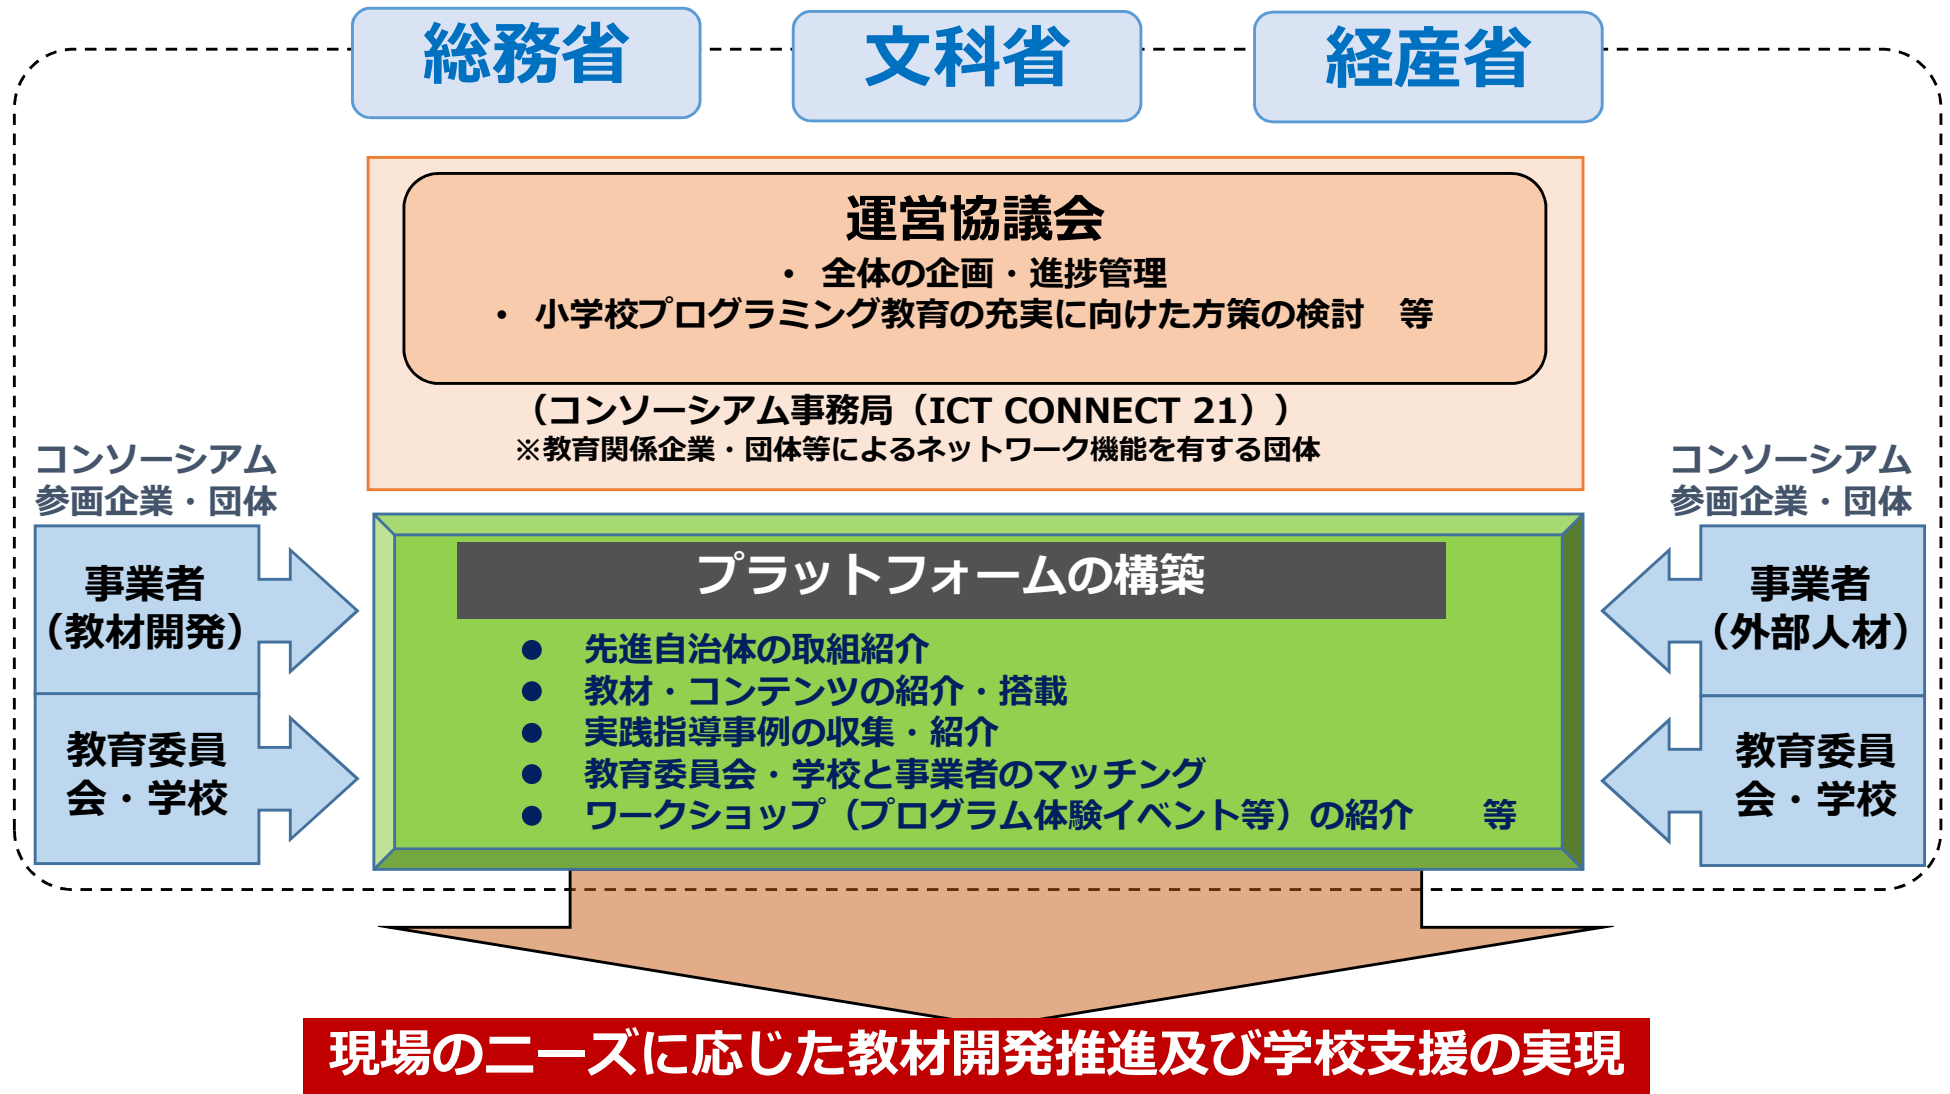 総務省
文科省
経産省
運営協議会
• 全体の企画・進捗管理
• 小学校プログラミング教育の充実に向けた方策の検討　等
（コンソーシアム事務局（ICT CONNECT 21））
※教育関係企業・団体等によるネットワーク機能を有する団体
コンソーシアム
参画企業・団体
事業者
（教材開発）
教育委員
会・学校
プラットフォームの構築
● 先進自治体の取組紹介
● 教材・コンテンツの紹介・搭載
● 実践指導事例の収集・紹介
● 教育委員会・学校と事業者のマッチング
● ワークショップ（プログラム体験イベント等）の紹介　　等
コンソーシアム
参画企業・団体
事業者
（外部人材）
教育委員
会・学校
現場のニーズに応じた教材開発推進及び学校支援の実現